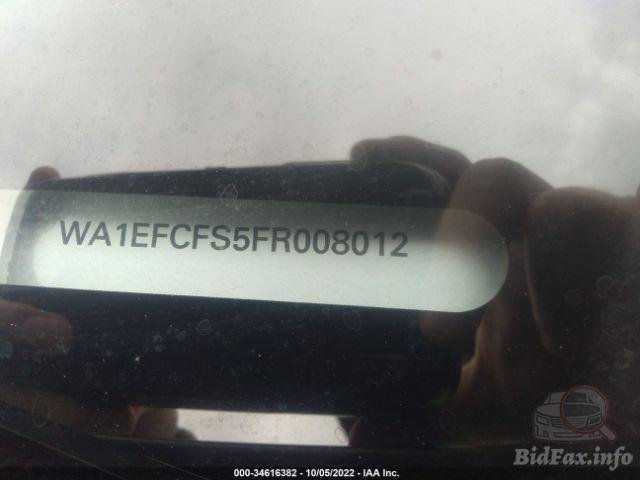 WA1EFCFS5FR008012
000-34616382 - 10/05/2022 - IAA Inc.
BidFax.info